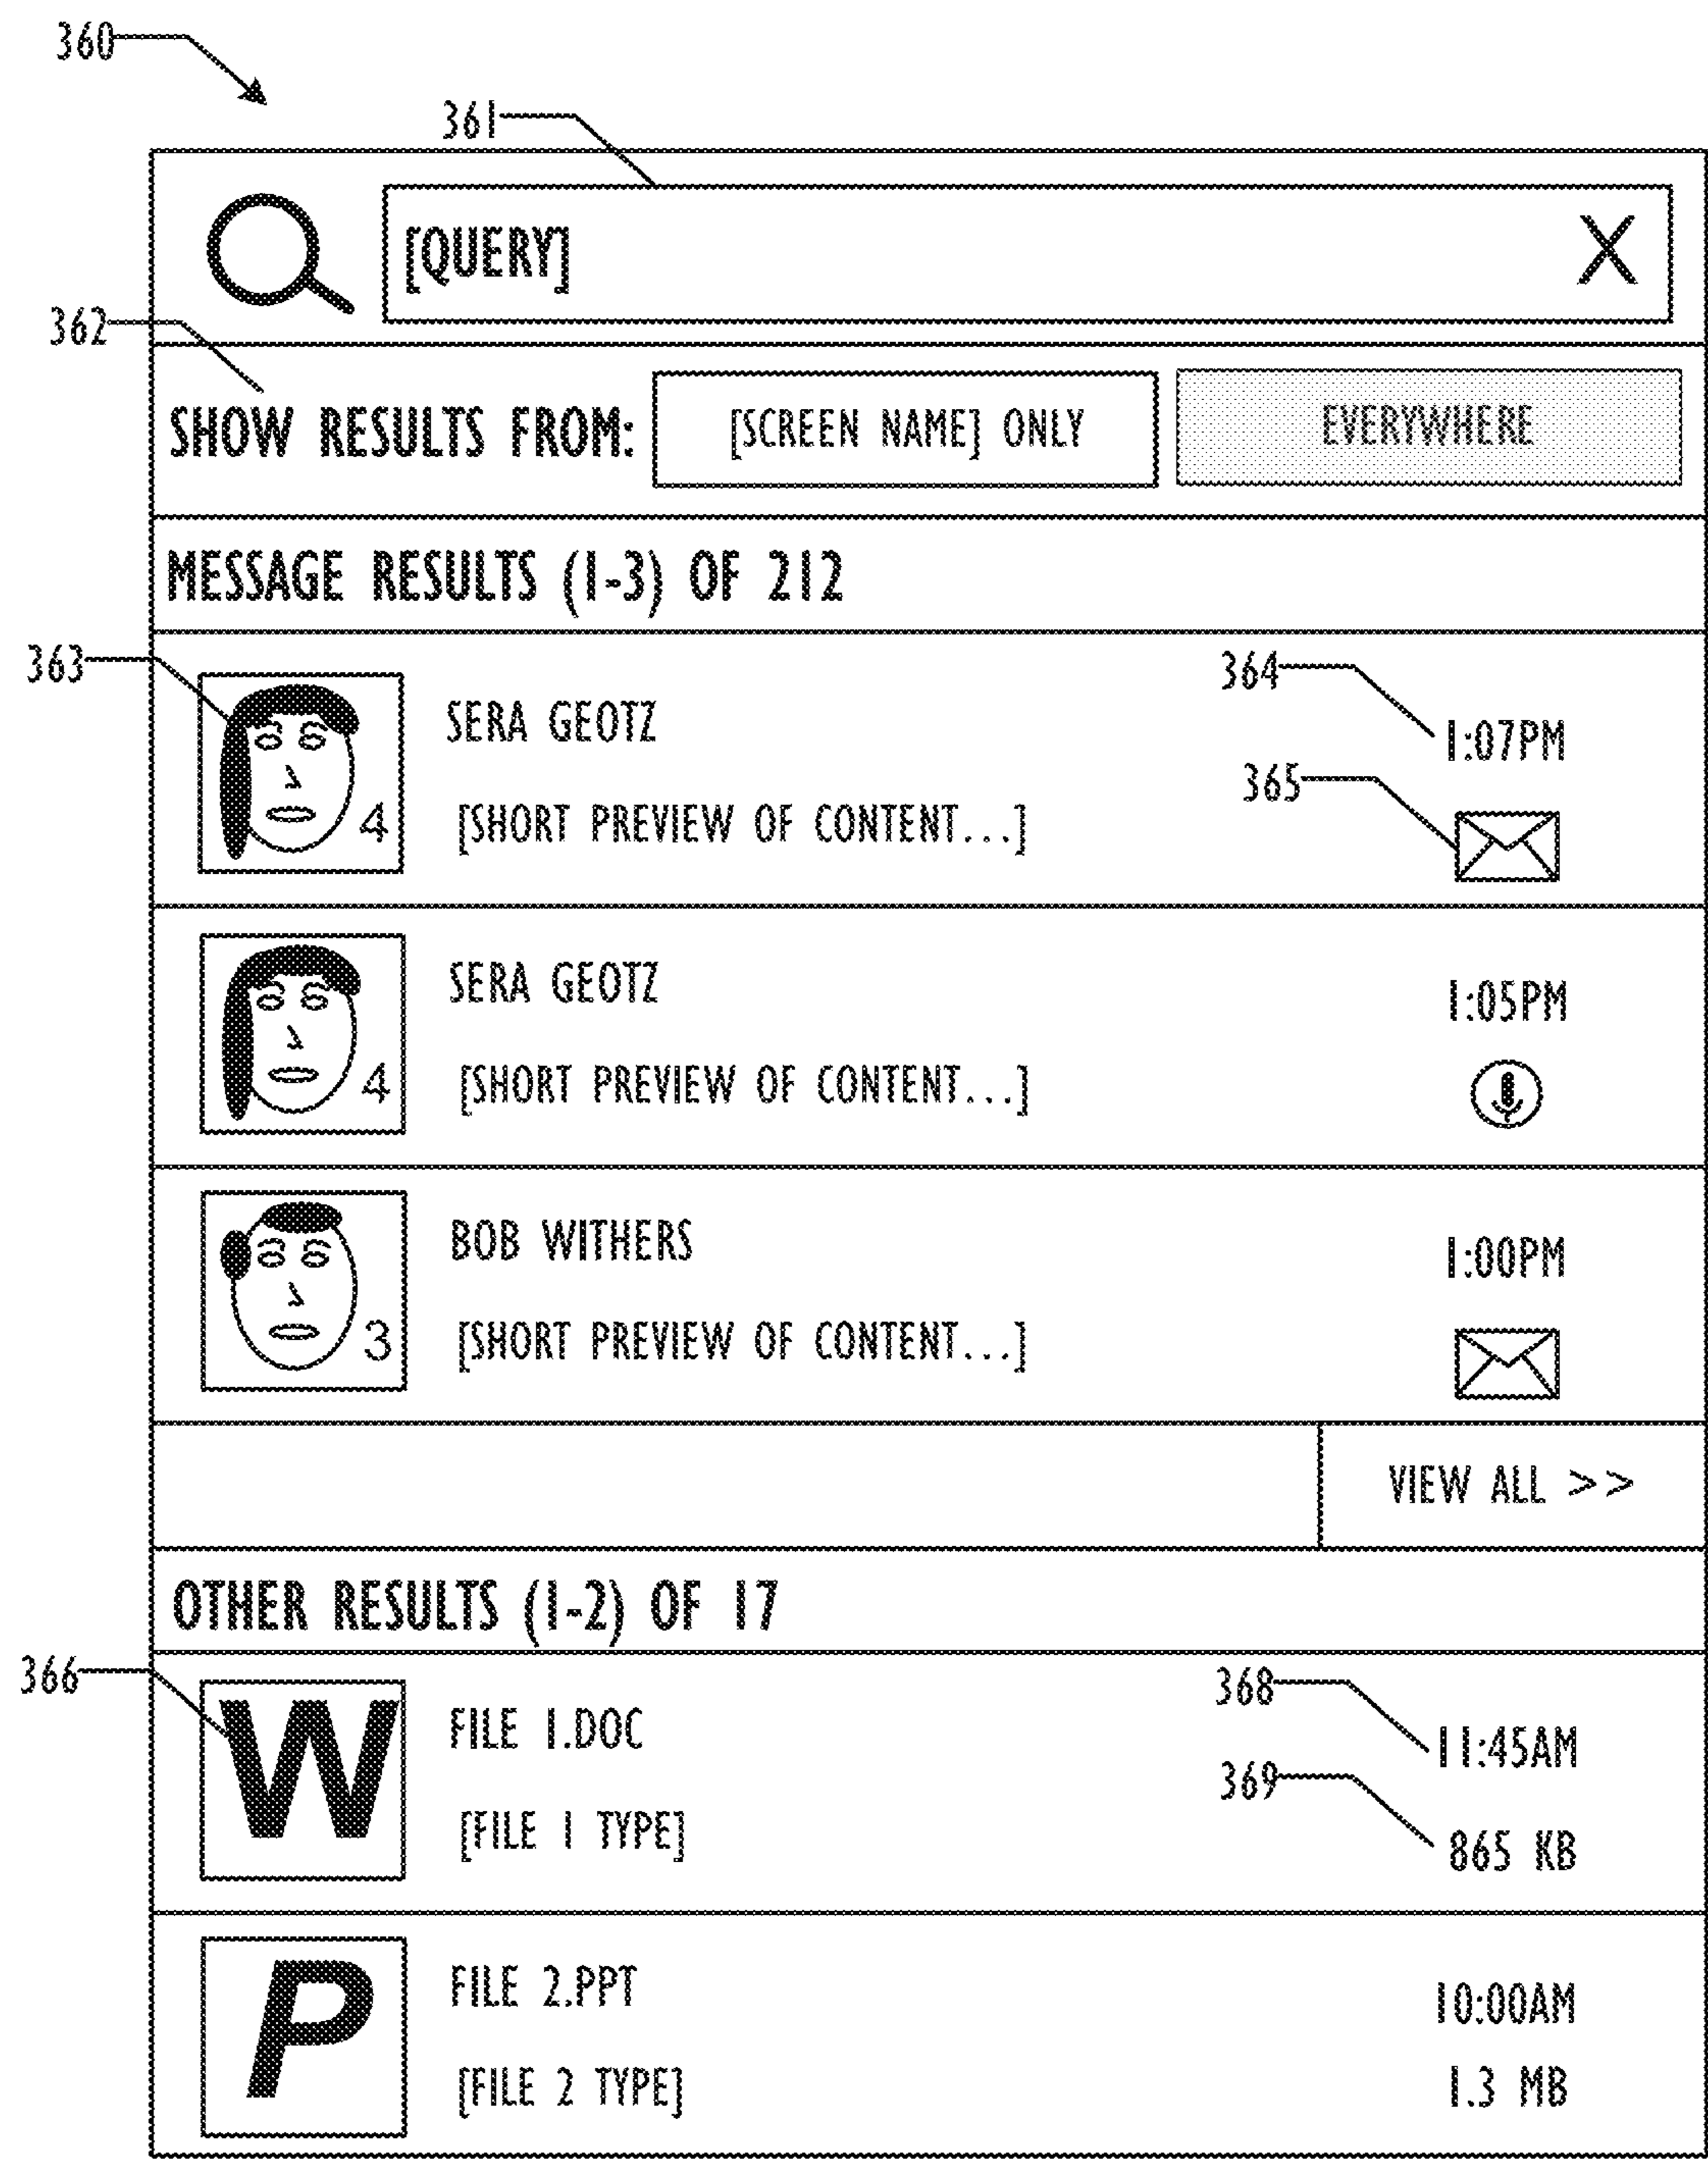 360
361
[QUERY] X
362
SHOW RESULTS FROM: [SCREEN NAME] ONLY EVERYWHERE
MESSAGE RESULTS (1-3) OF 212
363
SERA GEOTZ
364
1:07PM
365
4
[SHORT PREVIEW OF CONTENT...]
SERA GEOTZ
1:05PM
4
[SHORT PREVIEW OF CONTENT...]
BOB WITHERS
1:00PM
3
[SHORT PREVIEW OF CONTENT...]
VIEW ALL >>
OTHER RESULTS (1-2) OF 17
366
W
FILE 1.DOC
368
11:45AM
369
[FILE 1 TYPE]
865 KB
P
FILE 2.PPT
10:00AM
[FILE 2 TYPE]
1.3 MB